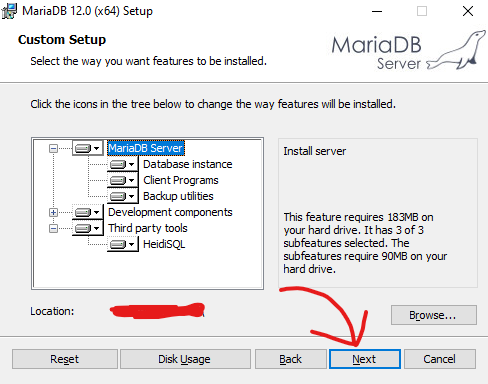 MariaDB 12.0 (x64) Setup
Custom Setup
Select the way you want features to be installed.
MariaDB
Server
Click the icons in the tree below to change the way features will be installed.
MariaDB Server
Database instance
Client Programs
Backup utilities
Development components
Third party tools
HeidiSQL
Install server
This feature requires 183MB on
your hard drive. It has 3 of 3
subfeatures selected. The
subfeatures require 90MB on your
hard drive.
Location:
Browse...
Reset
Disk Usage
Back
Next
Cancel